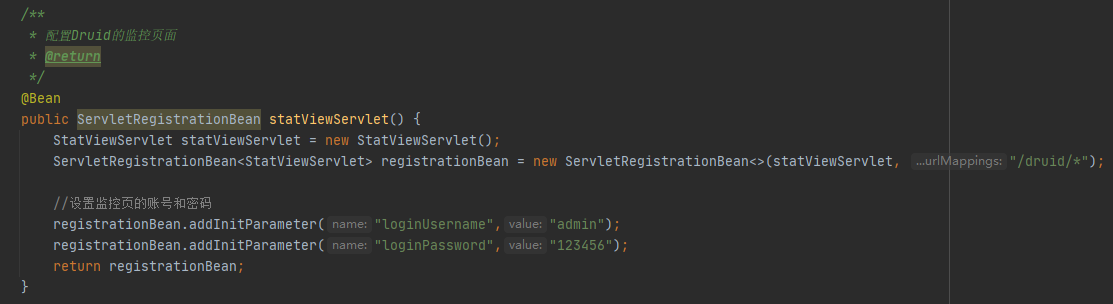 /**
 * 配置Druid的监控页面
 * @return
 */
@Bean
public ServletRegistrationBean statViewServlet() {
    StatViewServlet statViewServlet = new StatViewServlet();
    ServletRegistrationBean<StatViewServlet> registrationBean = new ServletRegistrationBean<>(statViewServlet, ...urlMappings: "/druid/*");

    //设置监控页的账号和密码
    registrationBean.addInitParameter( name: "loginUsername", value: "admin");
    registrationBean.addInitParameter( name: "loginPassword", value: "123456");
    return registrationBean;
}